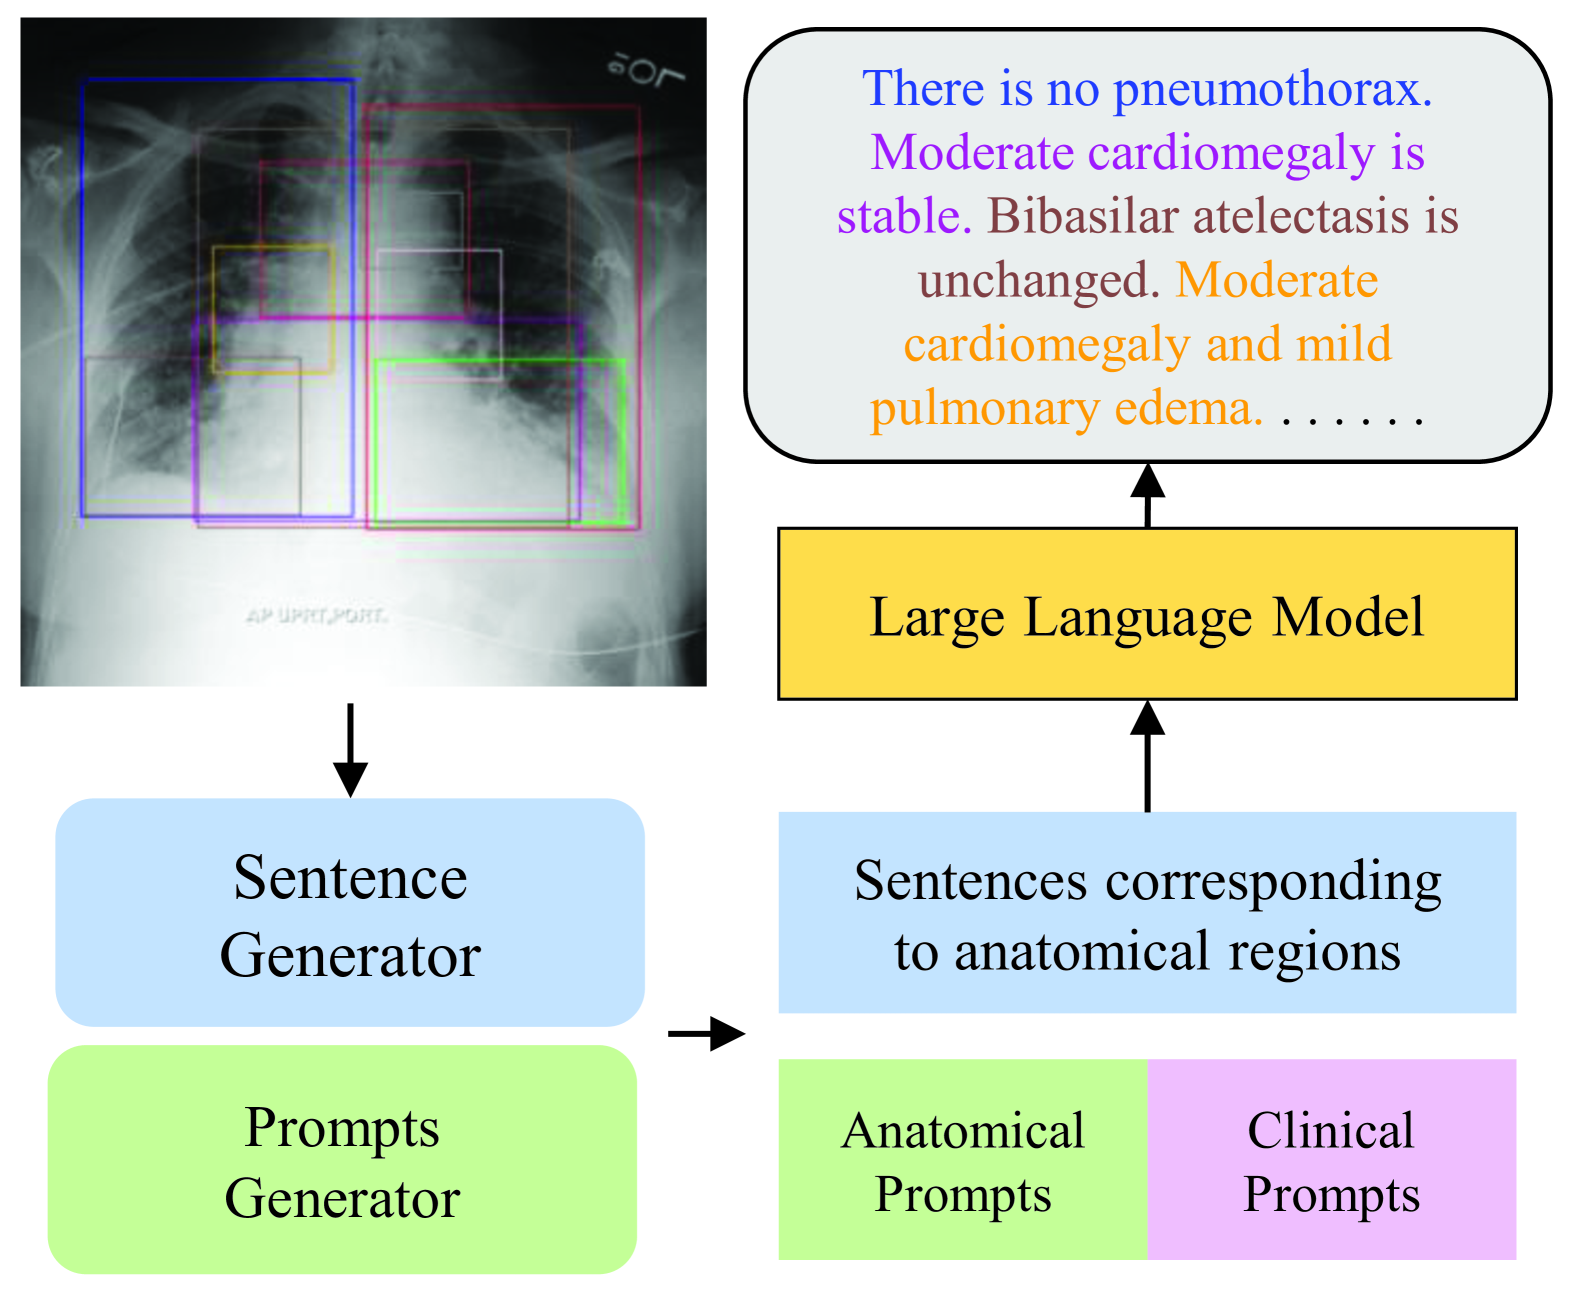 AP UPRT,PORT.
There is no pneumothorax.
Moderate cardiomegaly is
stable. Bibasilar atelectasis is
unchanged. Moderate
cardiomegaly and mild
pulmonary edema. . . . . . .
Large Language Model
Sentence
Generator
Sentences corresponding
to anatomical regions
Prompts
Generator
Anatomical
Prompts
Clinical
Prompts